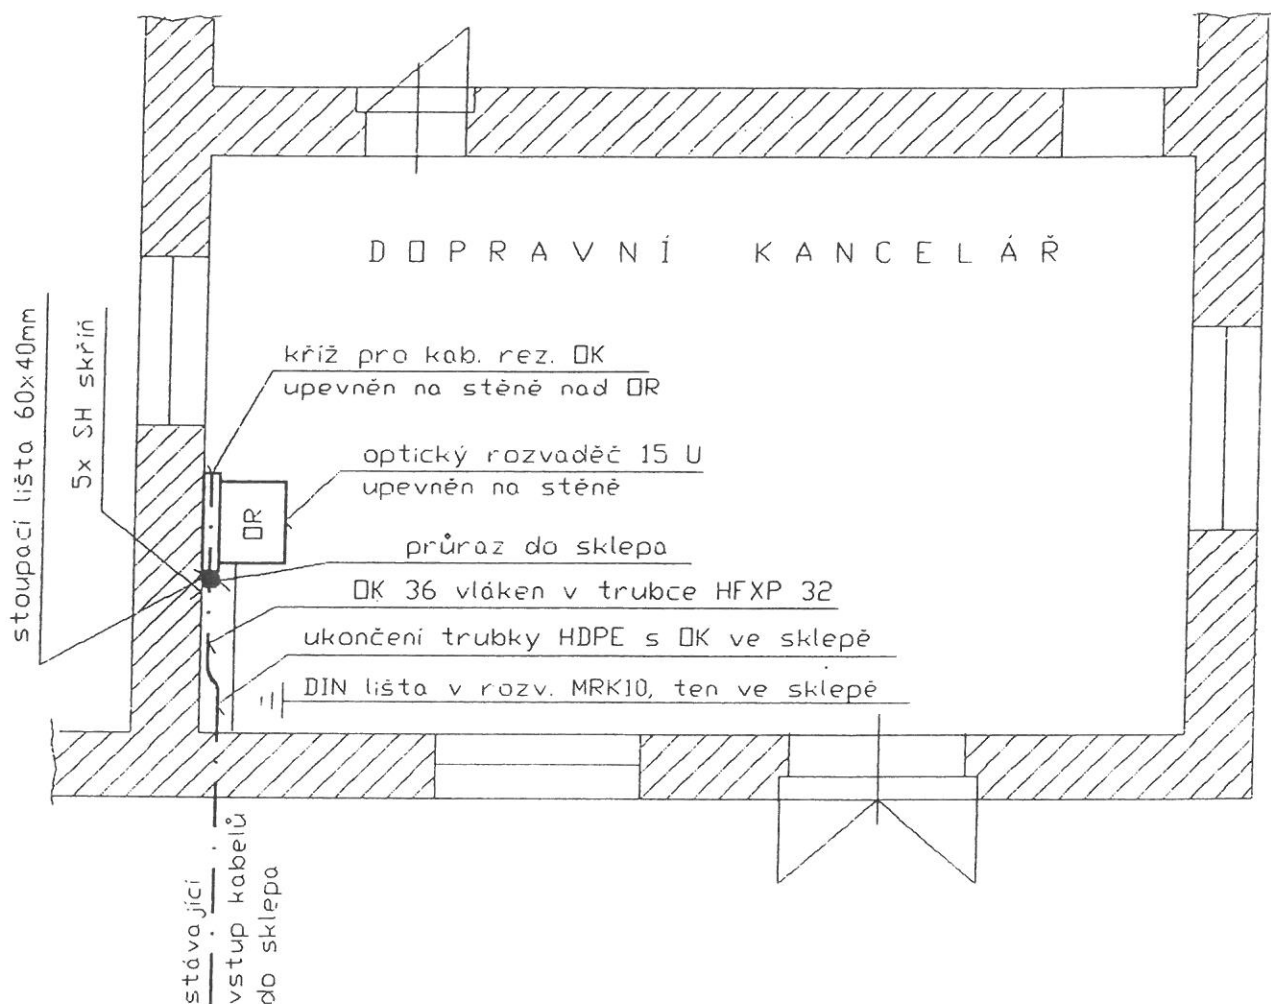 DOPRAVNÍ KANCELÁŘ
stoupací lišta 60x40mm
5x SH skříň
kříž pro kab. rez. OK
upevněn na stěně nad OR
optický rozvaděč 15 U
upevněn na stěně
OR
průraz do sklepa
OK 36 vláken v trubce HFXP 32
ukončení trubky HDPE s OK ve sklepě
DIN lišta v rozv. MRK10, ten ve sklepě
stávající
vstup kabelů
do sklepa